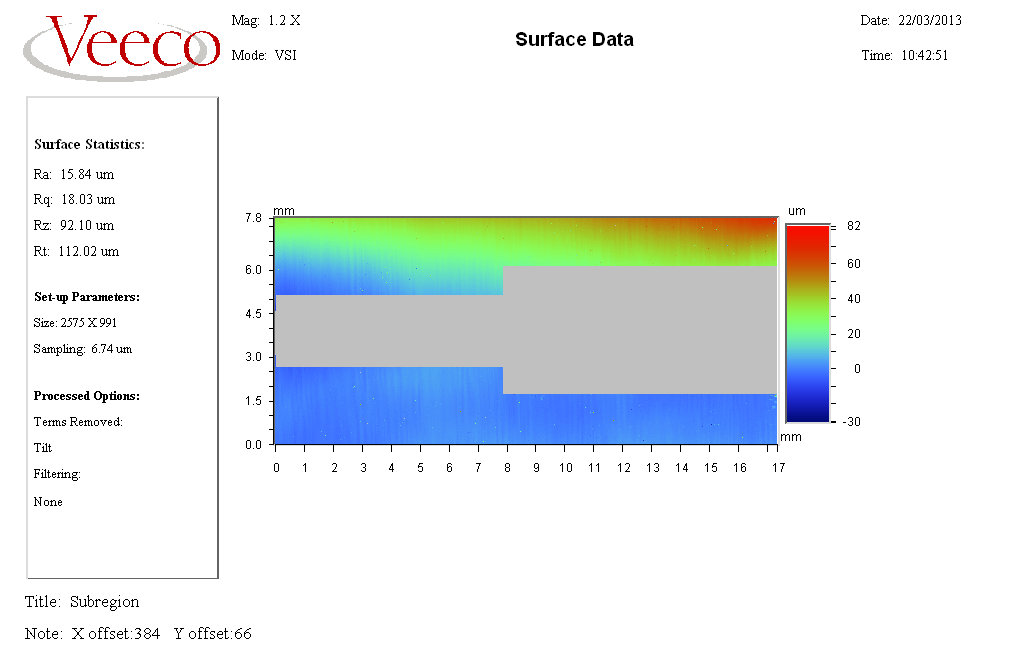 Veeco
Mag: 1.2 X
Mode: VSI
Surface Data
Date: 22/03/2013
Time: 10:42:51
Surface Statistics:
Ra: 15.84 um
Rq: 18.03 um
Rz: 92.10 um
Rt: 112.02 um
Set-up Parameters:
Size: 2575 X 991
Sampling: 6.74 um
Processed Options:
Terms Removed:
Tilt
Filtering:
None
mm
7.8
6.0
4.5
3.0
1.5
0.0
0 1 2 3 4 5 6 7 8 9 10 11 12 13 14 15 16 17
mm
um
82
60
40
20
0
-30
Title: Subregion
Note: X offset:384 Y offset:66